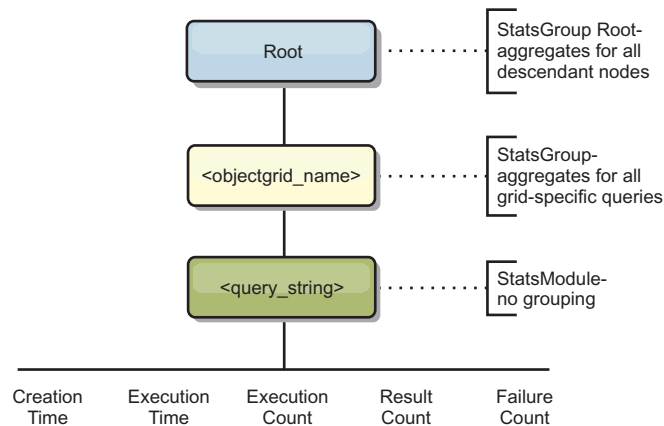 Root
StatsGroup Root-
aggregates for all
descendant nodes
<objectgrid_name>
StatsGroup-
aggregates for all
grid-specific queries
<query_string>
StatsModule-
no grouping
Creation
Time
Execution
Time
Execution
Count
Result
Count
Failure
Count